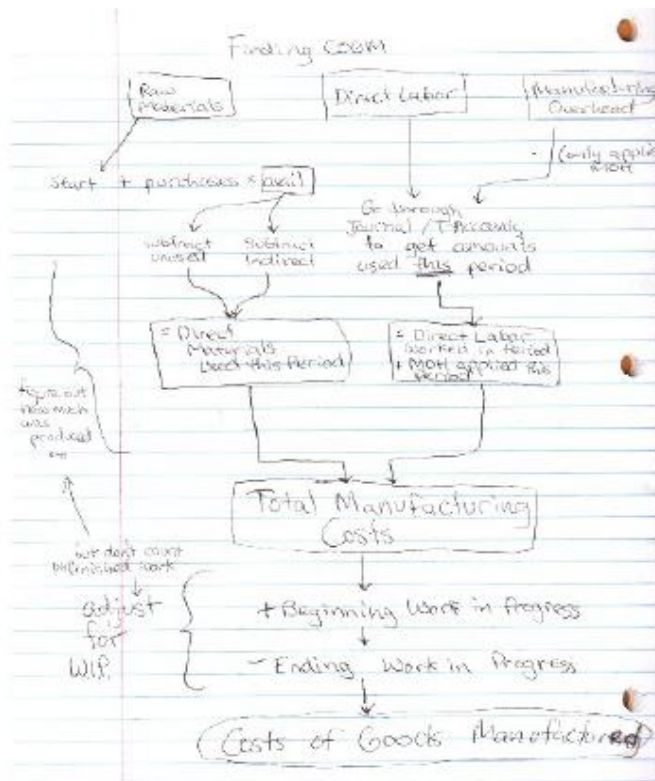 Finding COGM
Raw
Materials
Direct Labor
Manufacturing
Overhead
- (only applied
MOH
Start + purchases = avail
subtract
unused
Subtract
Indirect
Go through
Journal / T Accounts
to get amounts
used this period
= Direct
Materials
Used this Period
= Direct Labor
worked in period
+ MOH applied this
period
figure out
how much
was
produced
Total Manufacturing
Costs
but don't count
unfinished work
adjust
for
WIP.
+ Beginning Work in Progress
- Ending Work in Progress
Costs of Goods Manufactured